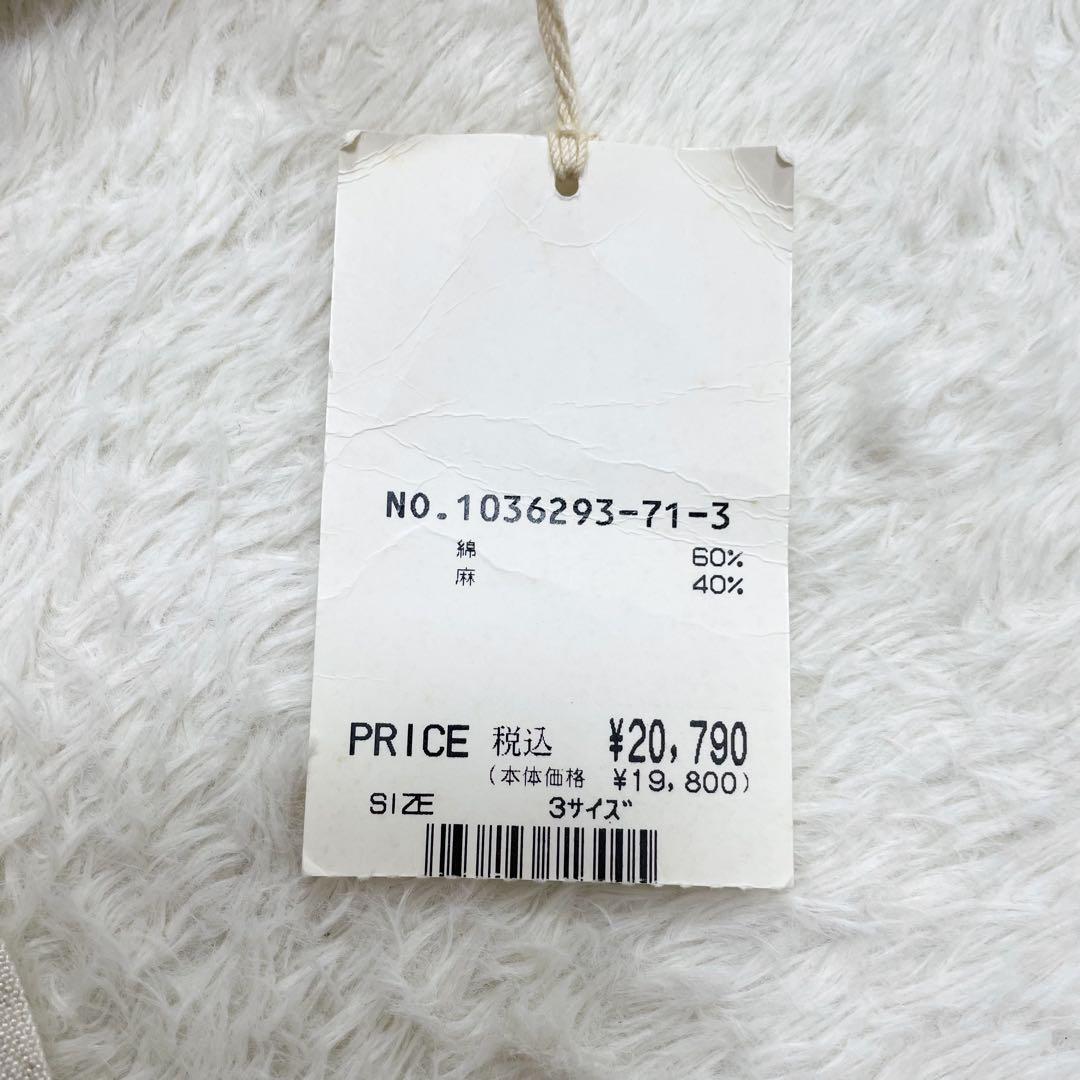 NO.1036293-71-3
綿 60%
麻 40%
PRICE 税込 ¥20,790
(本体価格 ¥19,800)
SIZE 3サイズ